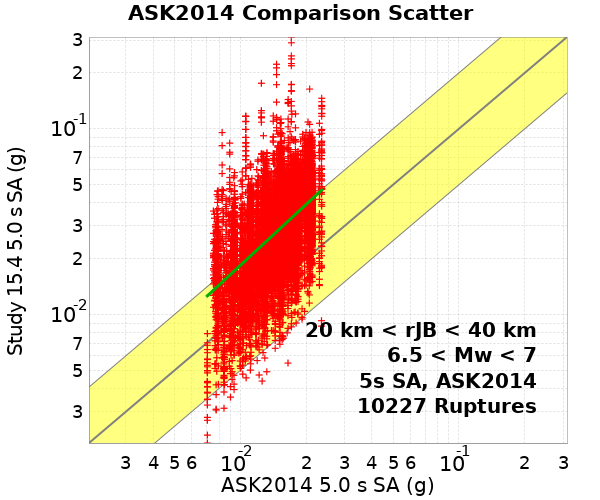 ASK2014 Comparison Scatter
3
2
10-1
7
5
3
2
10-2
7
5
3
Study 15.4 5.0 s SA (g)
20 km < rJB < 40 km
6.5 < Mw < 7
5s SA, ASK2014
10227 Ruptures
3 4 5 6 10-2 2 3 4 5 6 10-1 2 3
ASK2014 5.0 s SA (g)